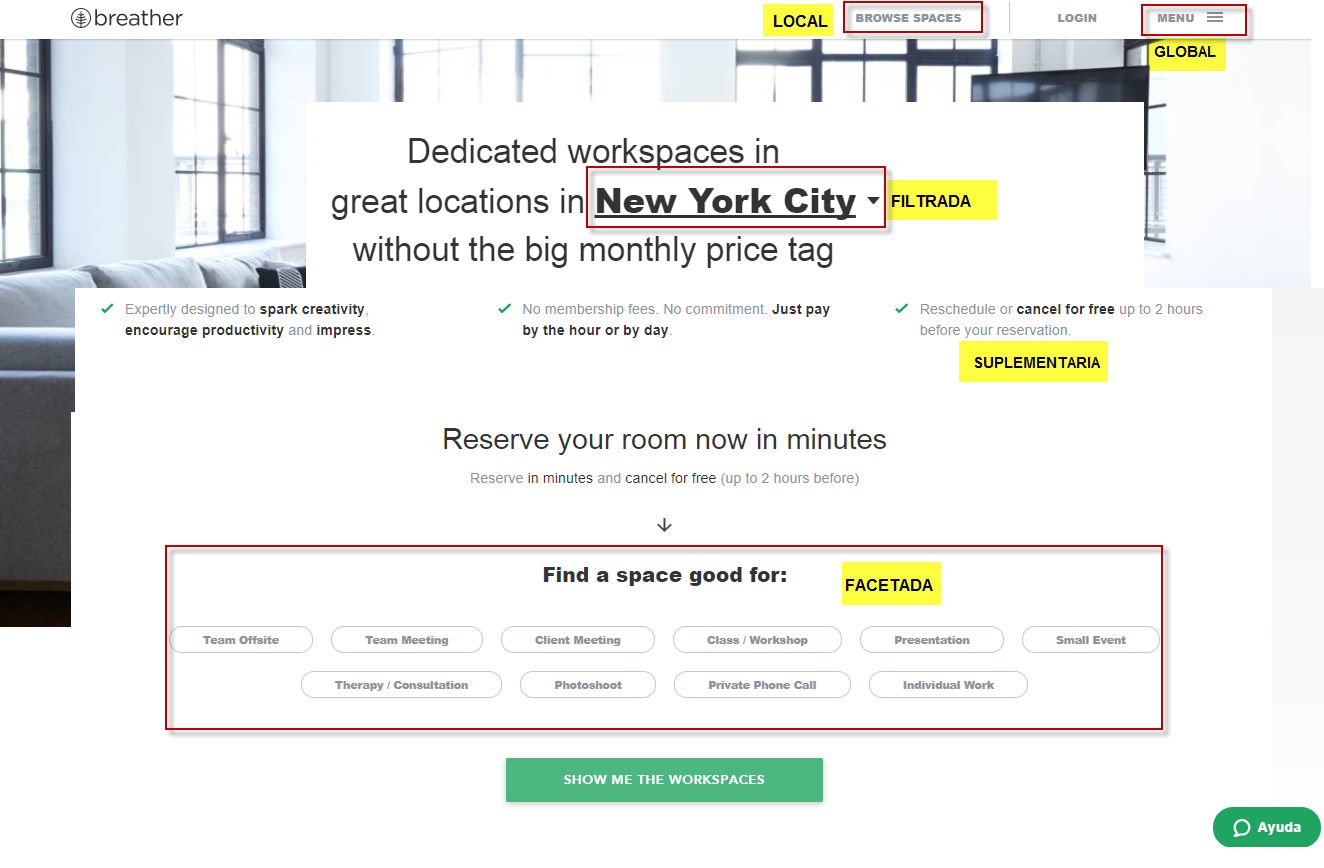 breather
LOCAL
BROWSE SPACES
LOGIN
MENU
GLOBAL
Dedicated workspaces in
great locations in New York City
FILTRADA
without the big monthly price tag
Expertly designed to spark creativity,
encourage productivity and impress.
No membership fees. No commitment. Just pay
by the hour or by day.
Reschedule or cancel for free up to 2 hours
before your reservation.
SUPLEMENTARIA
Reserve your room now in minutes
Reserve in minutes and cancel for free (up to 2 hours before)
Find a space good for:
FACETADA
Team Offsite
Team Meeting
Client Meeting
Class / Workshop
Presentation
Small Event
Therapy / Consultation
Photoshoot
Private Phone Call
Individual Work
SHOW ME THE WORKSPACES
Ayuda